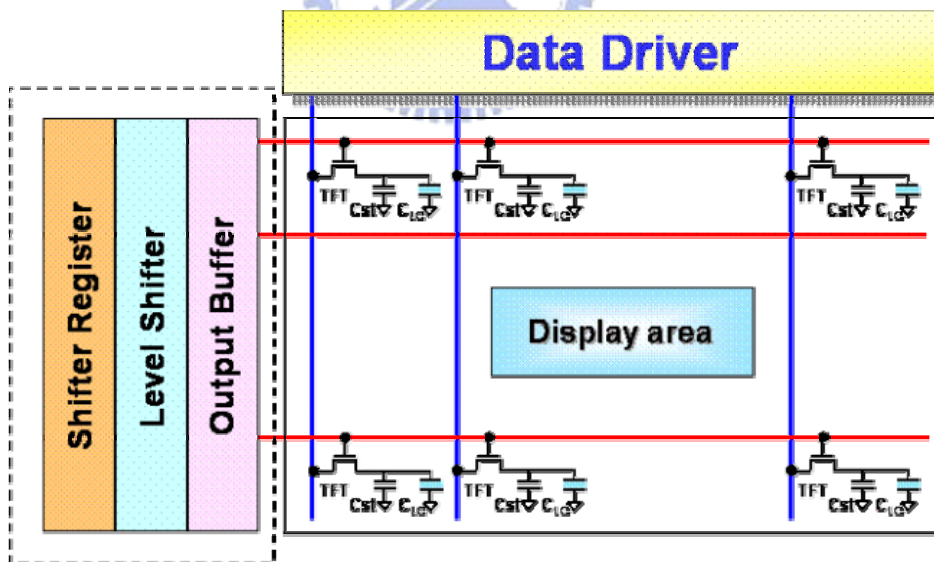 Data Driver
Shifter Register
Level Shifter
Output Buffer
TFT Cst CLC TFT Cst CLC TFT Cst CLC
Display area
TFT Cst CLC TFT Cst CLC TFT Cst CLC